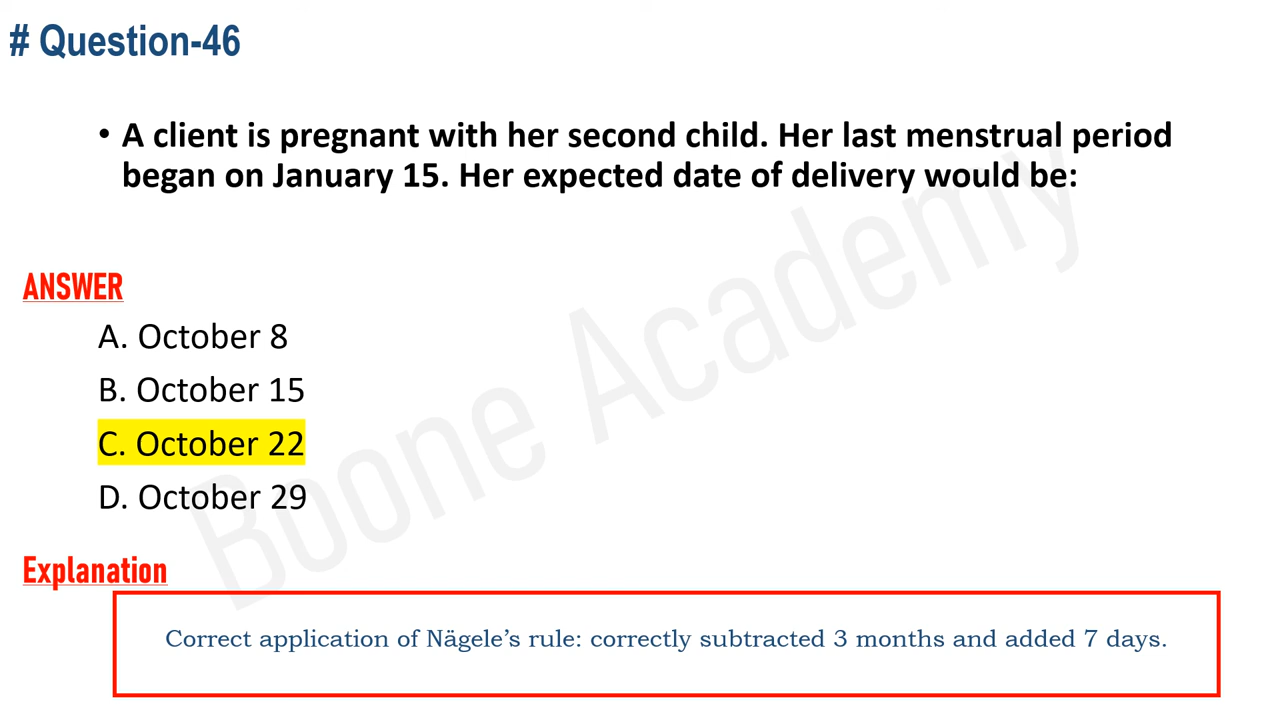 # Question-46
• A client is pregnant with her second child. Her last menstrual period
began on January 15. Her expected date of delivery would be:
ANSWER
A. October 8
B. October 15
C. October 22
D. October 29
Explanation
Correct application of Nägele’s rule: correctly subtracted 3 months and added 7 days.
Boone Academy